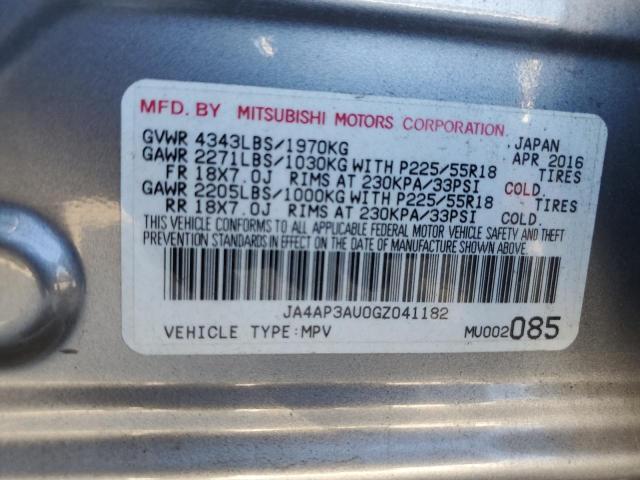 MFD. BY MITSUBISHI MOTORS CORPORATION. JAPAN
GVWR 4343LBS/1970KG APR 2016
GAWR 2271LBS/1030KG WITH P225/55R18 TIRES
FR 18X7.0J RIMS AT 230KPA/33PSI COLD.
GAWR 2205LBS/1000KG WITH P225/55R18 TIRES
RR 18X7.0J RIMS AT 230KPA/33PSI COLD.
THIS VEHICLE CONFORMS TO ALL APPLICABLE FEDERAL MOTOR VEHICLE SAFETY AND THEFT
PREVENTION STANDARDS IN EFFECT ON THE DATE OF MANUFACTURE SHOWN ABOVE.
JA4AP3AU0GZ041182
VEHICLE TYPE:MPV MU002085